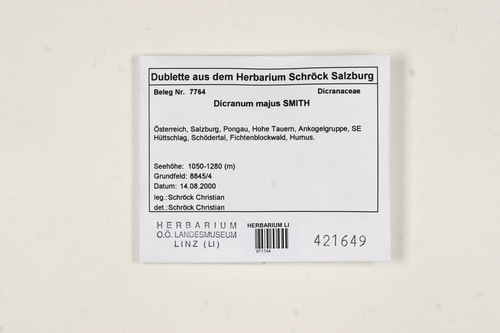 Dublette aus dem Herbarium Schröck Salzburg
Beleg Nr. 7764 Dicranaceae
Dicranum majus SMITH
Österreich, Salzburg, Pongau, Hohe Tauern, Ankogelgruppe, SE
Hüttschlag, Schödertal, Fichtenblockwald, Humus.
Seehöhe: 1050-1280 (m)
Grundfeld: 8845/4
Datum: 14.08.2000
leg.:Schröck Christian
det.:Schröck Christian
HERBARIUM
O.Ö. LANDESMUSEUM
LINZ (LI)
HERBARIUM LI
971744
421649